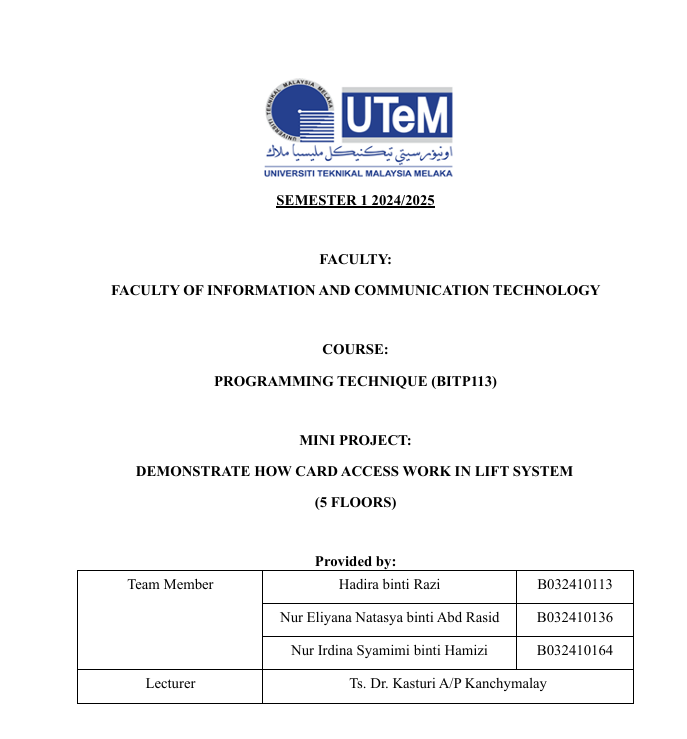 UNIVERSITI TEKNIKAL MALAYSIA MELAKA
UTeM
اونيۏرسيتي تيكنيكل مليسيا ملاك
UNIVERSITI TEKNIKAL MALAYSIA MELAKA
SEMESTER 1 2024/2025
FACULTY:
FACULTY OF INFORMATION AND COMMUNICATION TECHNOLOGY
COURSE:
PROGRAMMING TECHNIQUE (BITP113)
MINI PROJECT:
DEMONSTRATE HOW CARD ACCESS WORK IN LIFT SYSTEM
(5 FLOORS)
Provided by:
Team Member
Hadira binti Razi
B032410113
Nur Eliyana Natasya binti Abd Rasid
B032410136
Nur Irdina Syamimi binti Hamizi
B032410164
Lecturer
Ts. Dr. Kasturi A/P Kanchymalay